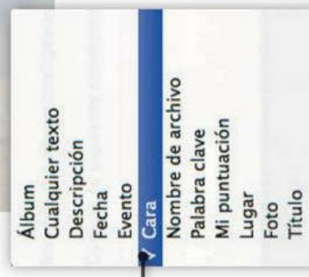 Álbum
Cualquier texto
Descripción
Fecha
Evento
Cara
Nombre de archivo
Palabra clave
Mi puntuación
Lugar
Foto
Título